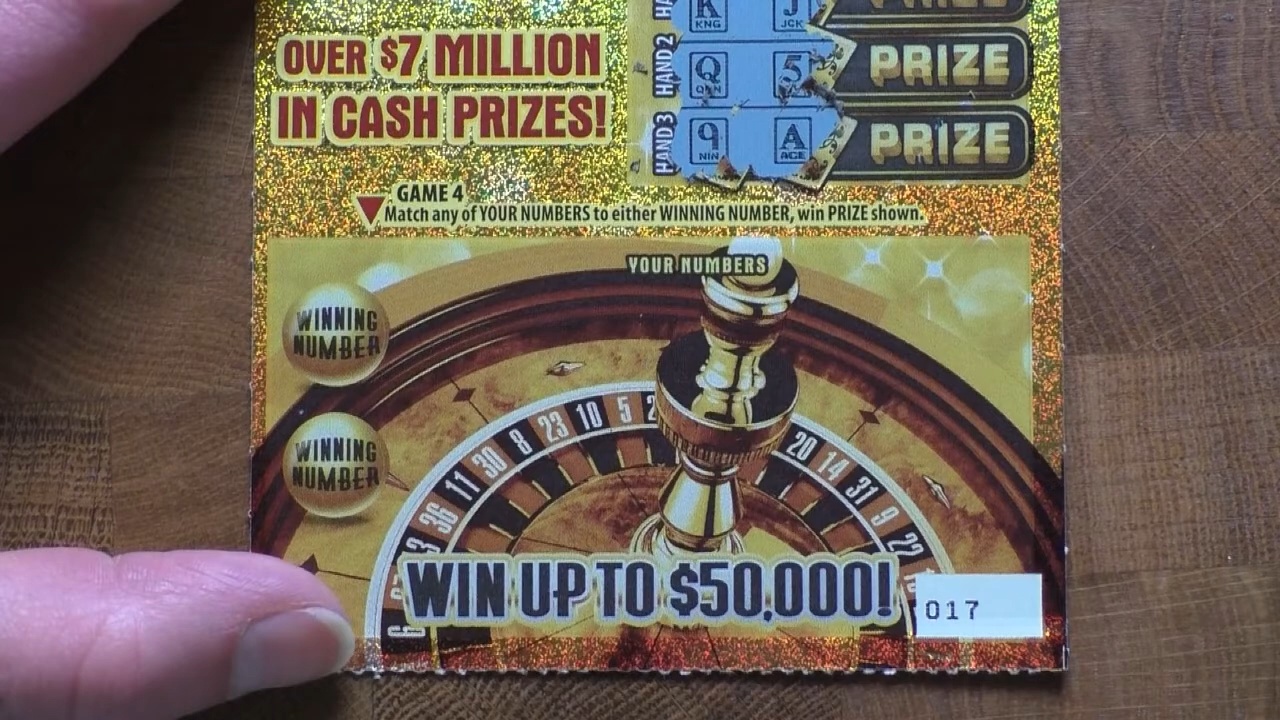 K J
KNG JCK
OVER $7 MILLION
IN CASH PRIZES!
HAND 2
Q 5
PRIZE
HAND 3
9 A
NIN
PRIZE
GAME 4
Match any of YOUR NUMBERS to either WINNING NUMBER, win PRIZE shown.
YOUR NUMBERS
WINNING
NUMBER
WINNING
NUMBER
36 11 30 8 23 10 5
20 14 31 9 22
WIN UP TO $50,000!
017